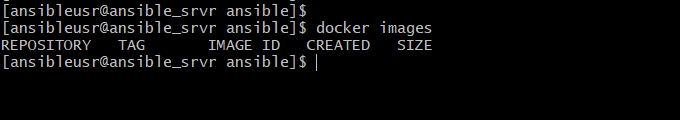 [ansibleusr@ansible_srvr ansible]$
[ansibleusr@ansible_srvr ansible]$ docker images
REPOSITORY   TAG       IMAGE ID   CREATED   SIZE
[ansibleusr@ansible_srvr ansible]$